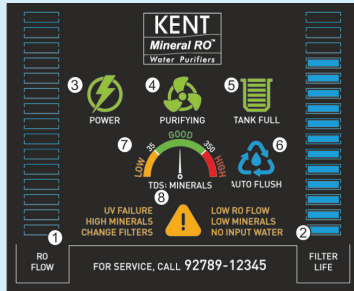 KENT
Mineral RO™
Water Purifiers
3
4
5
POWER
PURIFYING
TANK FULL
7
GOOD
6
35
350
LOW
HIGH
TDS: MINERALS
AUTO FLUSH
8
UV FAILURE
HIGH MINERALS
CHANGE FILTERS
LOW RO FLOW
LOW MINERALS
NO INPUT WATER
1
2
RO
FLOW
FOR SERVICE, CALL 92789-12345
FILTER
LIFE